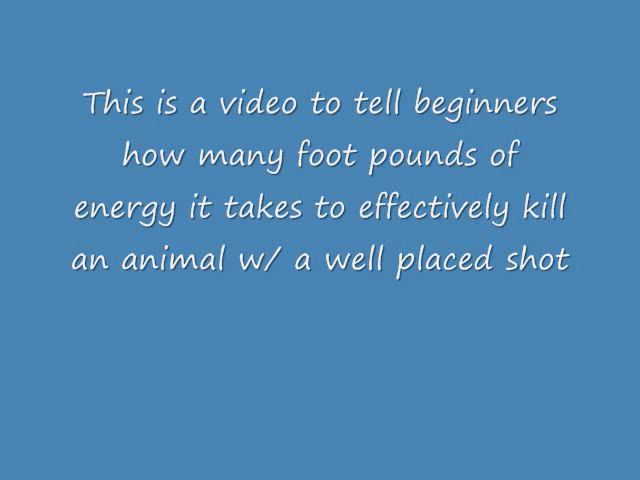 This is a video to tell beginners
how many foot pounds of
energy it takes to effectively kill
an animal w/ a well placed shot